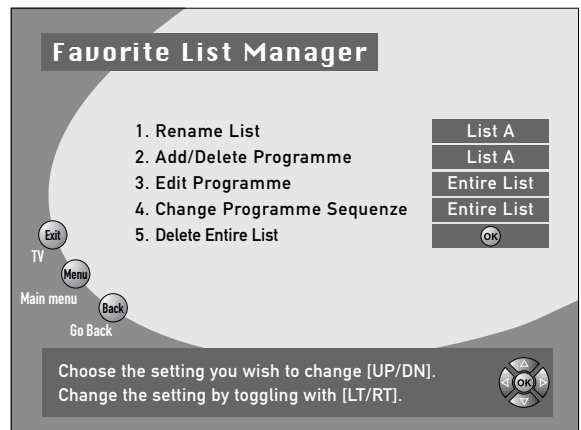 Favorite List Manager
1. Rename List List A
2. Add/Delete Programme List A
3. Edit Programme Entire List
4. Change Programme Sequenze Entire List
5. Delete Entire List OK
Exit
TV
Menu
Main menu
Back
Go Back
Choose the setting you wish to change [UP/DN].
Change the setting by toggling with [LT/RT].
OK